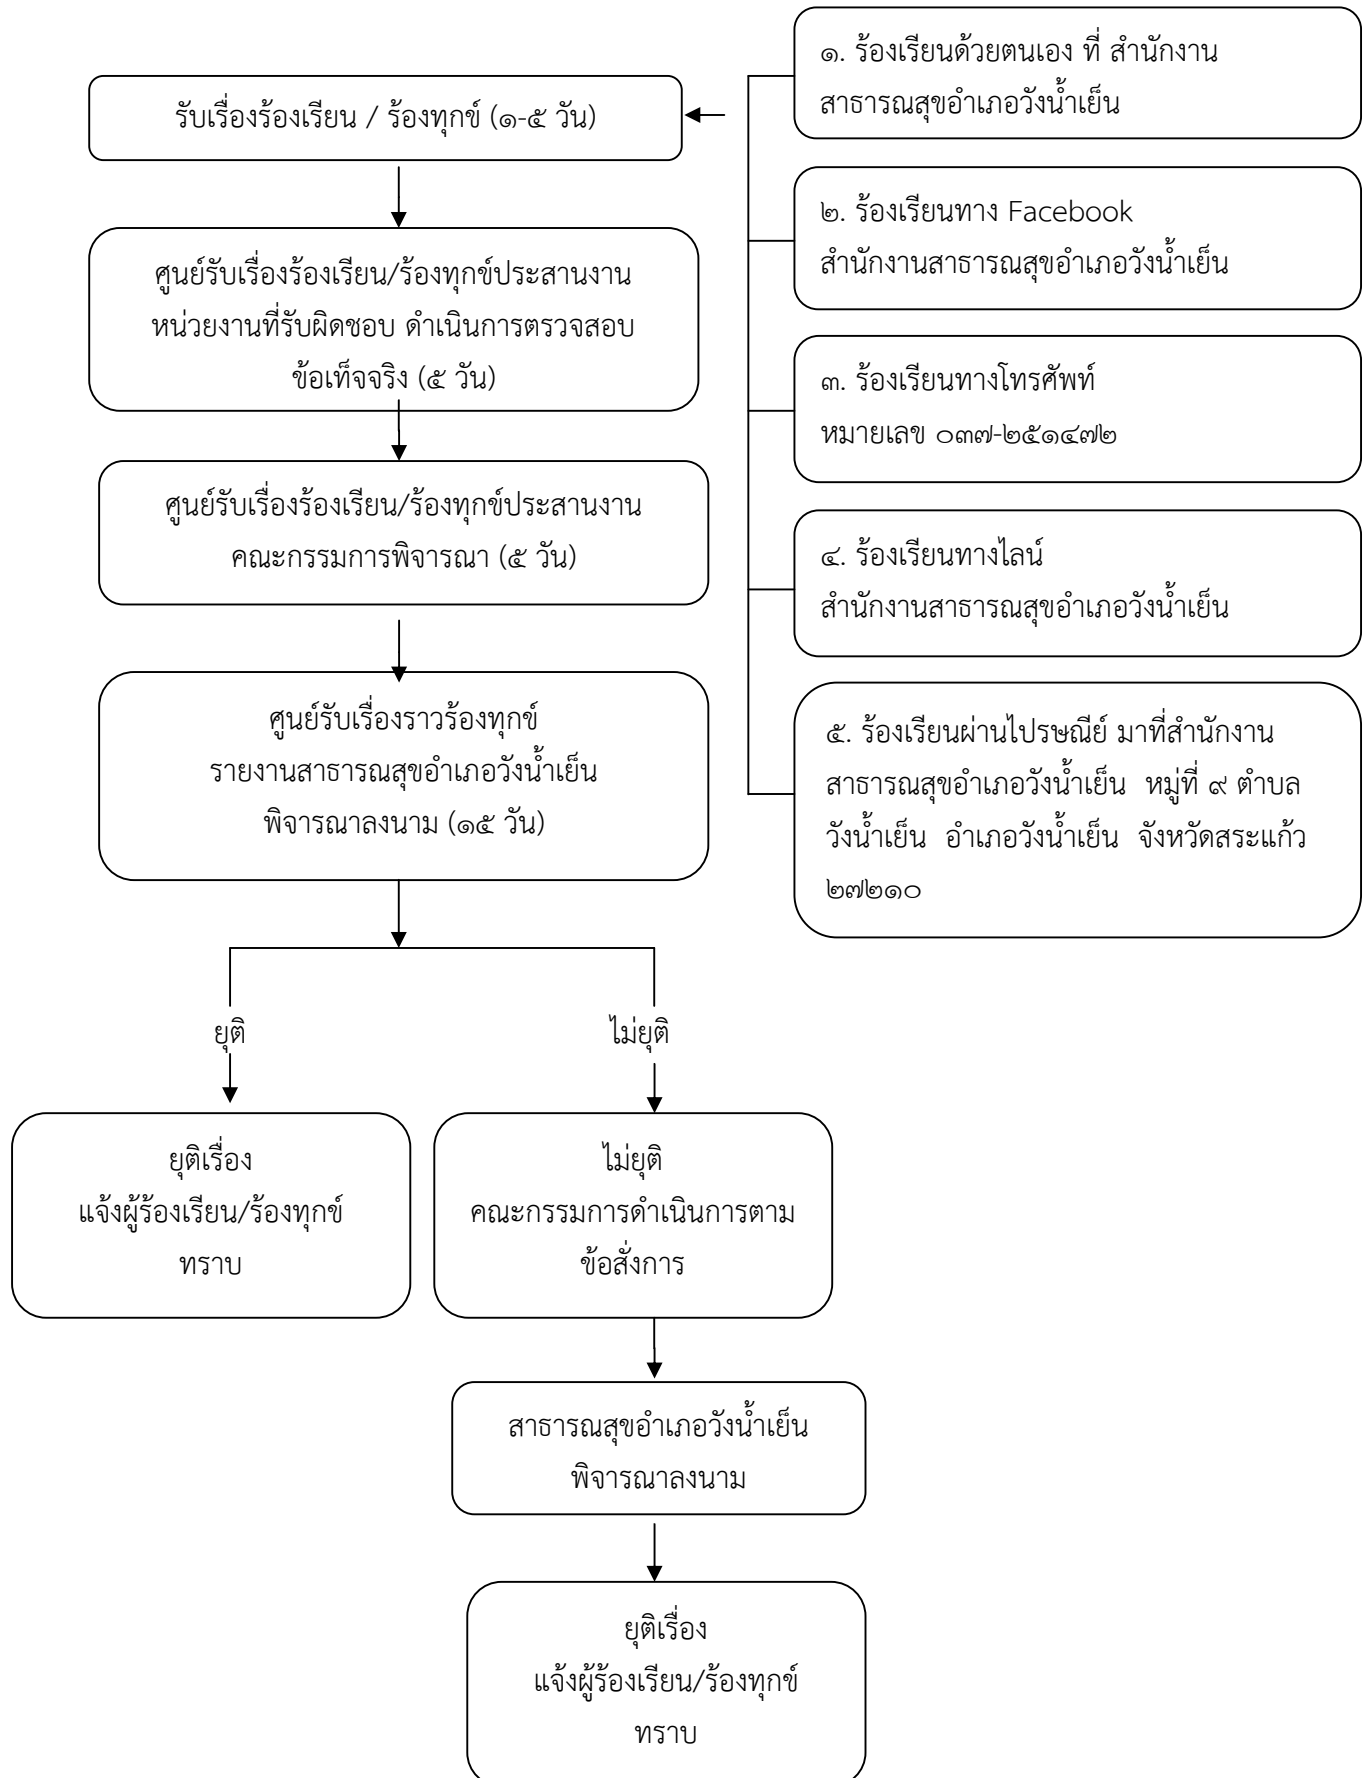 รับเรื่องร้องเรียน / ร้องทุกข์ (๑-๕ วัน)
ศูนย์รับเรื่องร้องเรียน/ร้องทุกข์ประสานงาน
หน่วยงานที่รับผิดชอบ ดำเนินการตรวจสอบ
ข้อเท็จจริง (๕ วัน)
ศูนย์รับเรื่องร้องเรียน/ร้องทุกข์ประสานงาน
คณะกรรมการพิจารณา (๕ วัน)
ศูนย์รับเรื่องราวร้องทุกข์
รายงานสาธารณสุขอำเภอวังน้ำเย็น
พิจารณาลงนาม (๑๕ วัน)
๑. ร้องเรียนด้วยตนเอง ที่ สำนักงาน
สาธารณสุขอำเภอวังน้ำเย็น
๒. ร้องเรียนทาง Facebook
สำนักงานสาธารณสุขอำเภอวังน้ำเย็น
๓. ร้องเรียนทางโทรศัพท์
หมายเลข ๐๓๗-๒๕๑๔๗๒
๔. ร้องเรียนทางไลน์
สำนักงานสาธารณสุขอำเภอวังน้ำเย็น
๕. ร้องเรียนผ่านไปรษณีย์ มาที่สำนักงาน
สาธารณสุขอำเภอวังน้ำเย็น หมู่ที่ ๙ ตำบล
วังน้ำเย็น อำเภอวังน้ำเย็น จังหวัดสระแก้ว
๒๗๒๑๐
ยุติ
ไม่ยุติ
ยุติเรื่อง
แจ้งผู้ร้องเรียน/ร้องทุกข์
ทราบ
ไม่ยุติ
คณะกรรมการดำเนินการตาม
ข้อสั่งการ
สาธารณสุขอำเภอวังน้ำเย็น
พิจารณาลงนาม
ยุติเรื่อง
แจ้งผู้ร้องเรียน/ร้องทุกข์
ทราบ